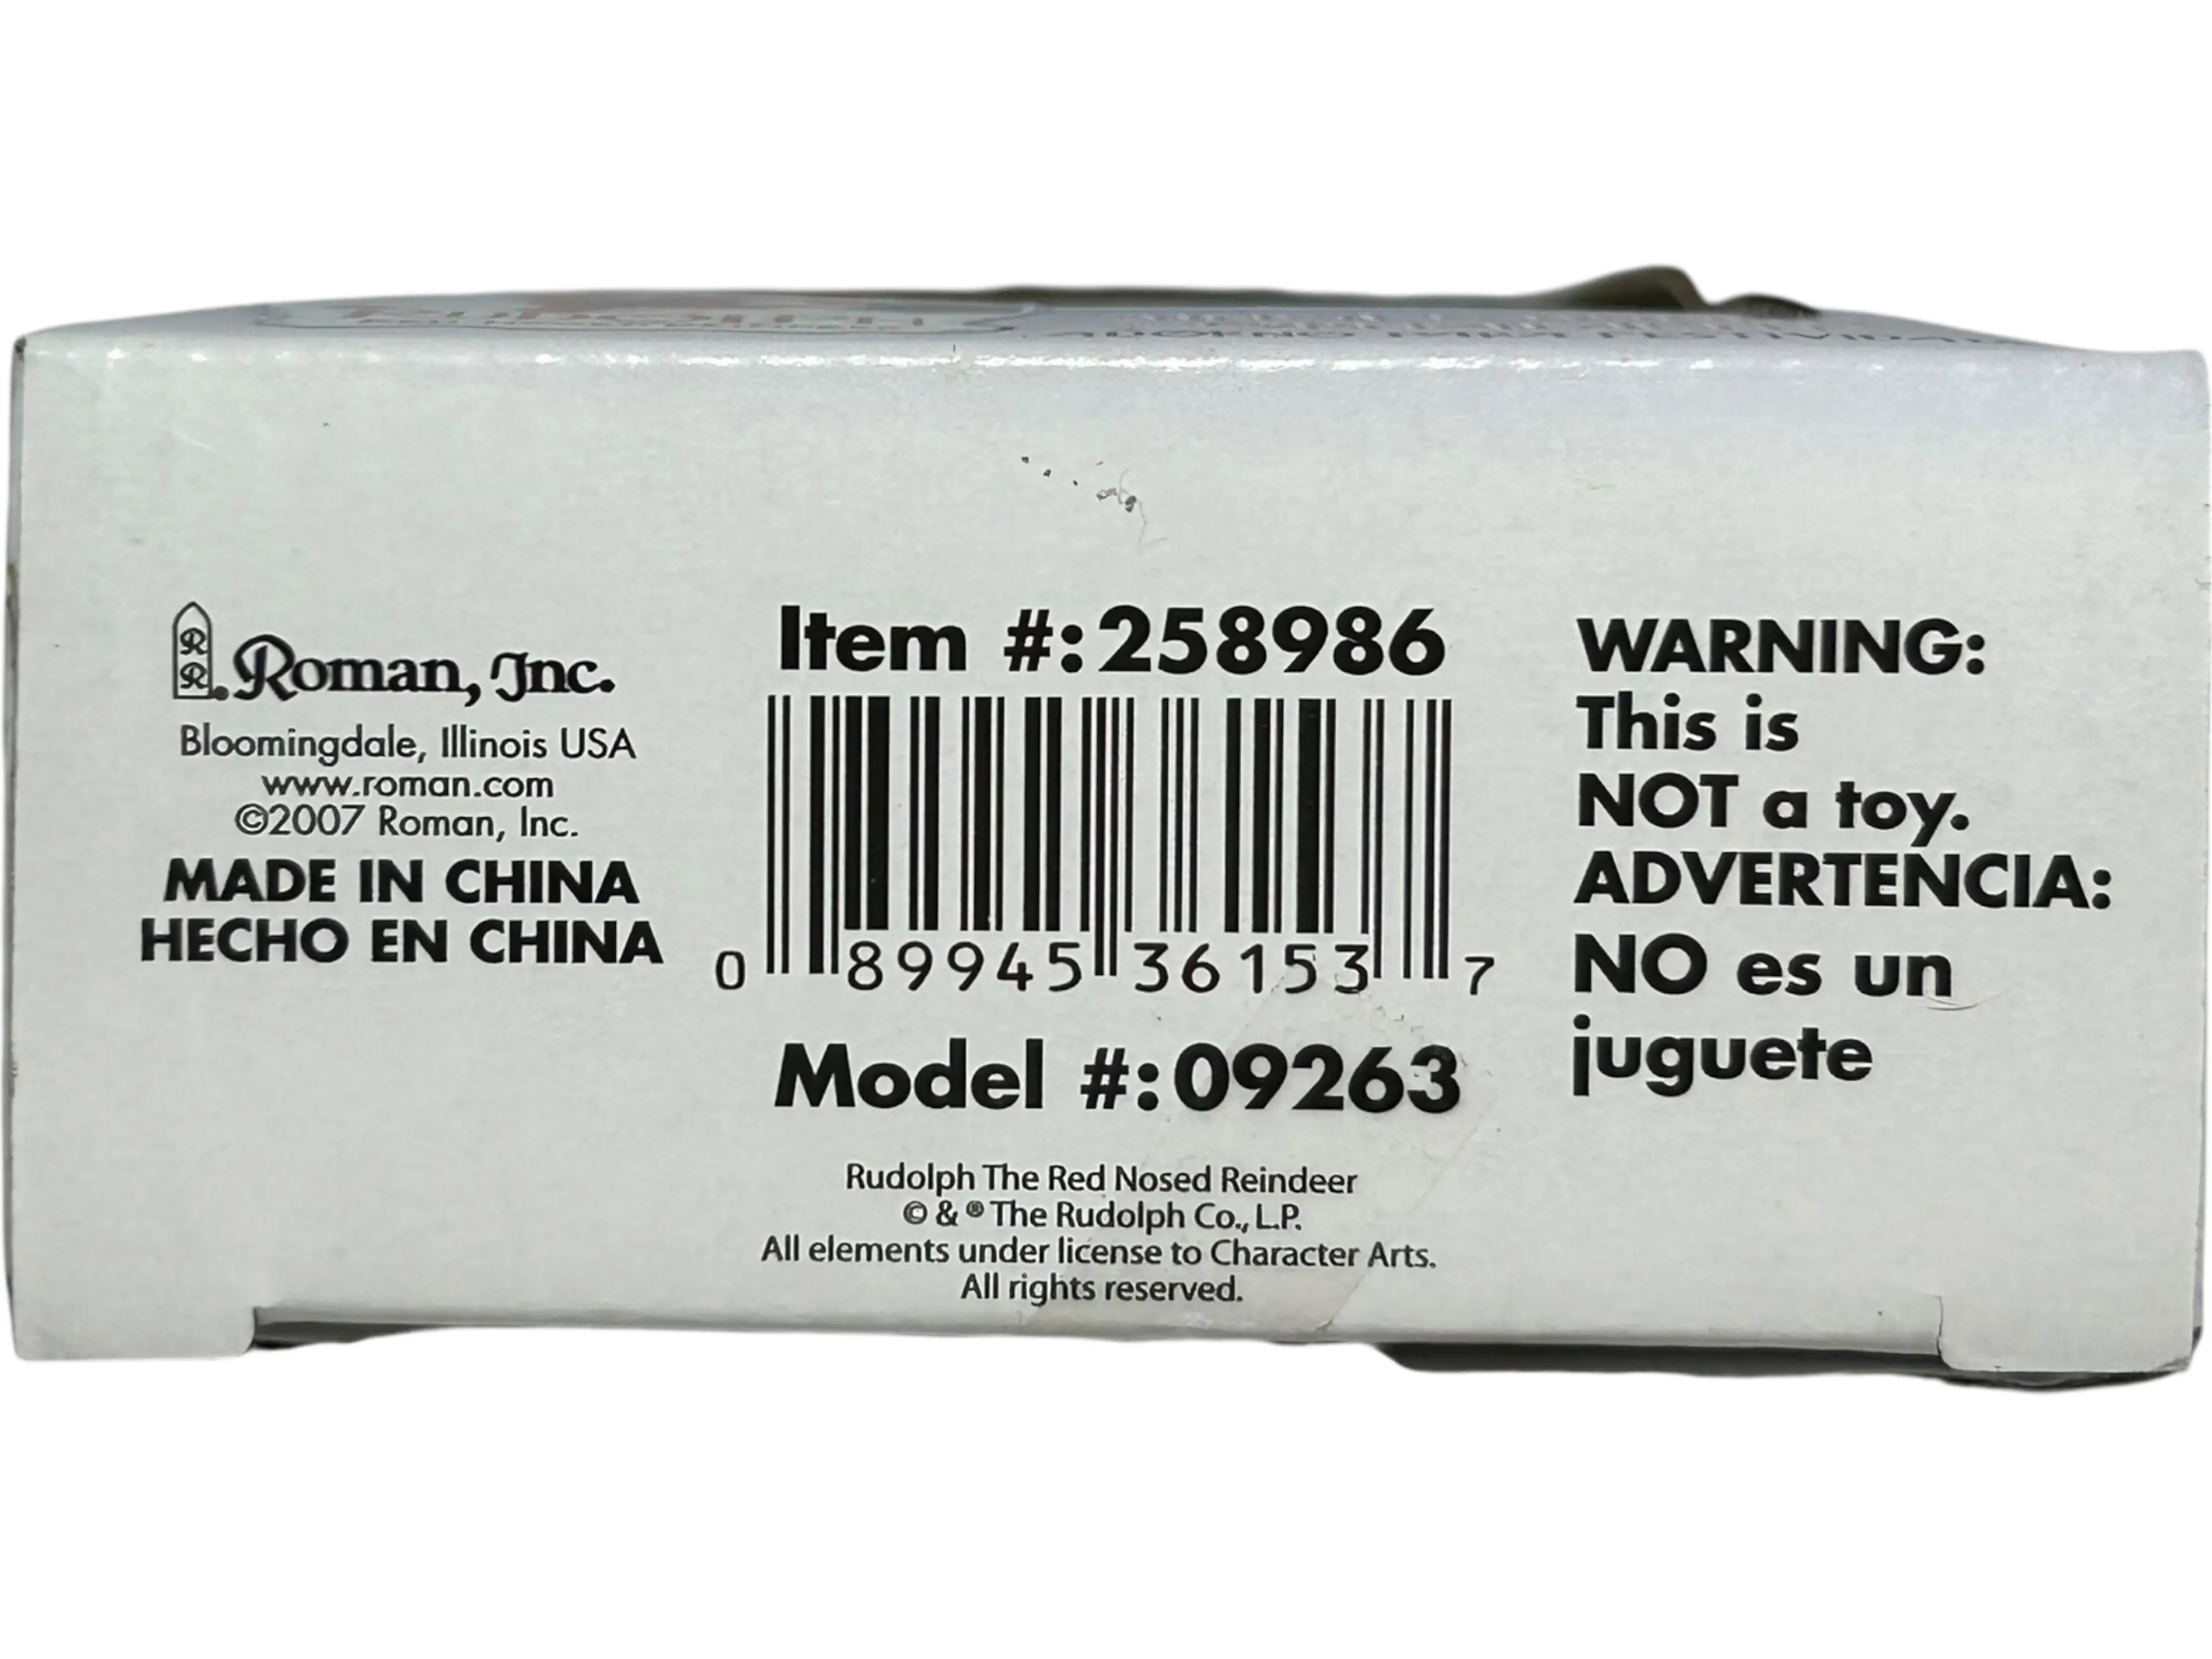 RUDOLPH
R
R
Roman, Inc.
Bloomingdale, Illinois USA
www.roman.com
©2007 Roman, Inc.
MADE IN CHINA
HECHO EN CHINA
Item #:258986
0 89945 36153 7
Model #:09263
Rudolph The Red Nosed Reindeer
© & ® The Rudolph Co., L.P.
All elements under license to Character Arts.
All rights reserved.
WARNING:
This is
NOT a toy.
ADVERTENCIA:
NO es un
juguete